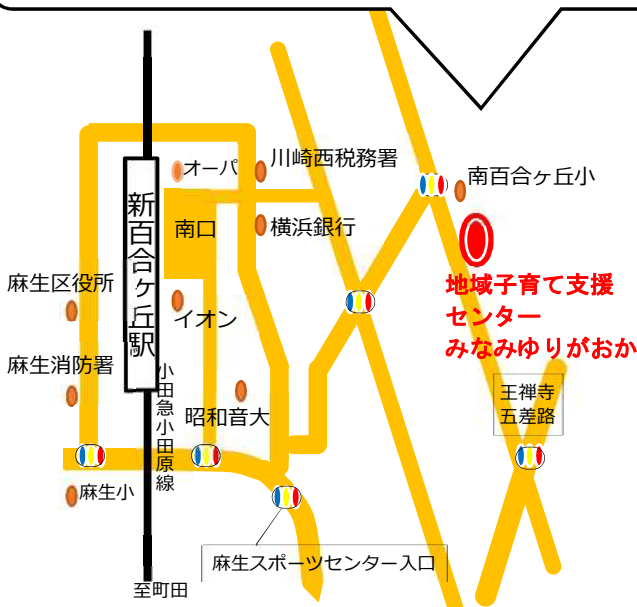 オーパ
川崎西税務署
南百合ヶ丘小
新百合ヶ丘駅
南口
横浜銀行
麻生区役所
イオン
地域子育て支援
センター
みなみゆりがおか
麻生消防署
小田急小田原線
昭和音大
王禅寺
五差路
麻生小
麻生スポーツセンター入口
至町田